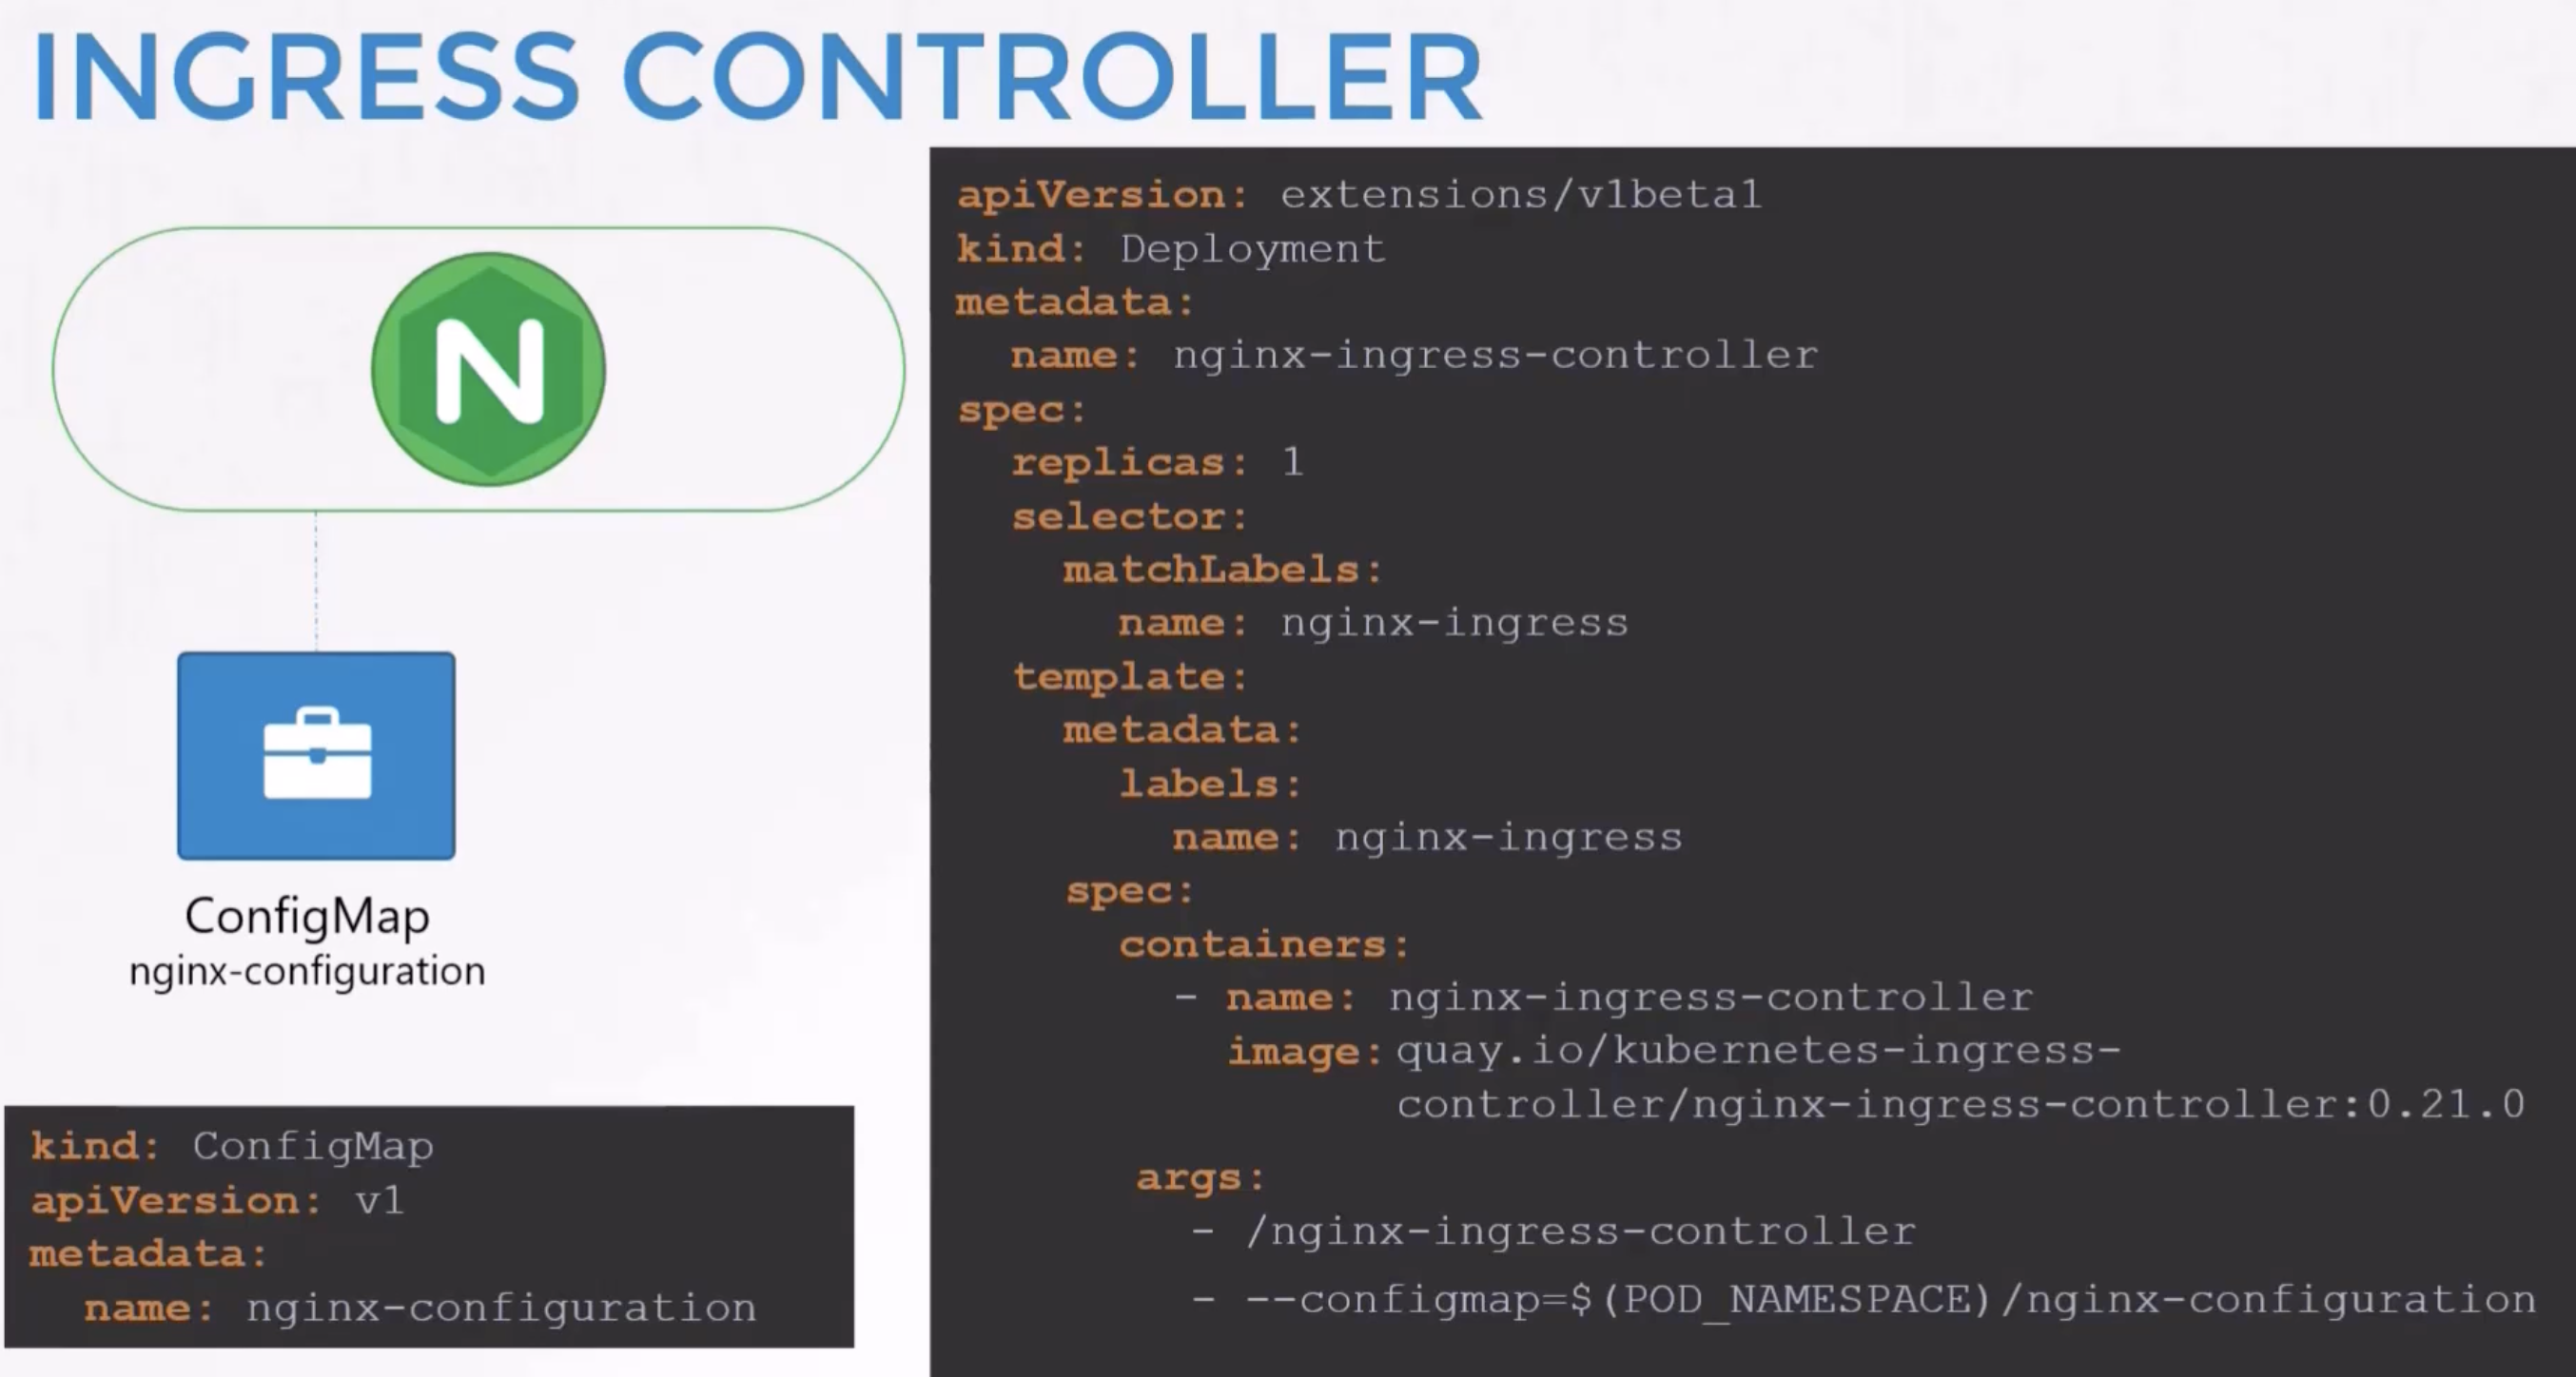 INGRESS CONTROLLER
N
ConfigMap
nginx-configuration
kind: ConfigMap
apiVersion: v1
metadata:
  name: nginx-configuration
apiVersion: extensions/v1beta1
kind: Deployment
metadata:
  name: nginx-ingress-controller
spec:
  replicas: 1
  selector:
    matchLabels:
      name: nginx-ingress
  template:
    metadata:
      labels:
        name: nginx-ingress
    spec:
      containers:
        - name: nginx-ingress-controller
          image: quay.io/kubernetes-ingress-
                 controller/nginx-ingress-controller:0.21.0
      args:
        - /nginx-ingress-controller
        - --configmap=$(POD_NAMESPACE)/nginx-configuration